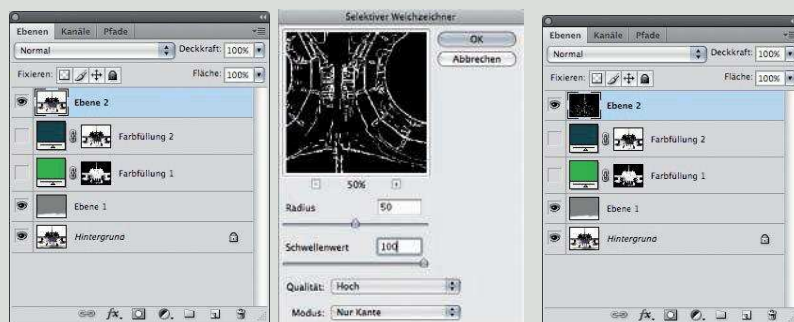 Ebenen Kanäle Pfade
Normal Deckkraft: 100%
Fixieren: Fläche: 100%
Ebene 2
Farbfüllung 2
Farbfüllung 1
Ebene 1
Hintergrund
fx.
Selektiver Weichzeichner
OK
Abbrechen
50%
Radius 50
Schwellenwert 100
Qualität: Hoch
Modus: Nur Kante
Ebenen Kanäle Pfade
Normal Deckkraft: 100%
Fixieren: Fläche: 100%
Ebene 2
Farbfüllung 2
Farbfüllung 1
Ebene 1
Hintergrund
fx.